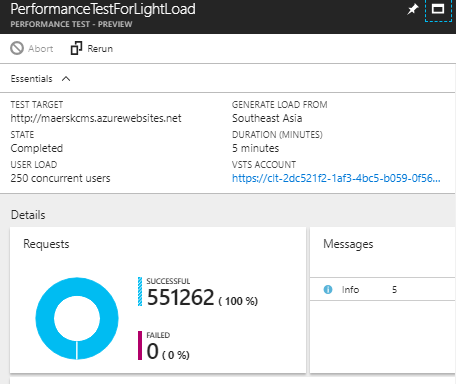 PerformanceTestForLightLoad
PERFORMANCE TEST - PREVIEW
Abort Rerun
Essentials
TEST TARGET GENERATE LOAD FROM
http://maerskcms.azurewebsites.net Southeast Asia
STATE DURATION (MINUTES)
Completed 5 minutes
USER LOAD VSTS ACCOUNT
250 concurrent users https://clt-2dc521f2-1af3-4bc5-b059-0f56...
Details
Requests Messages
SUCCESSFUL
551262 ( 100 %)
Info 5
FAILED
0 ( 0 %)